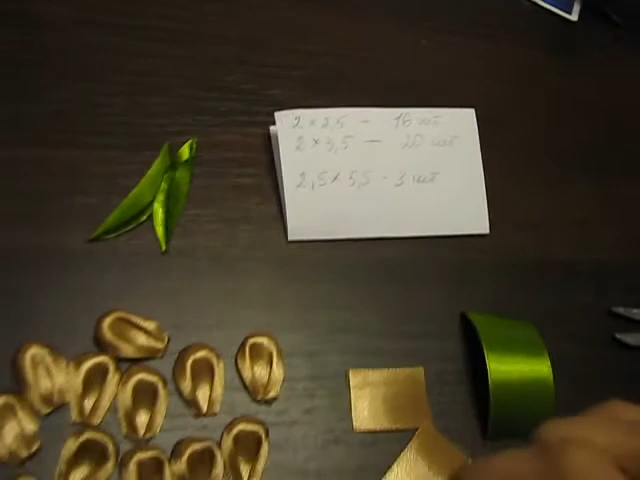 2 × 2,5 – 16 шт
2 × 3,5 – 20 шт
2,5 × 5,5 - 3 шт